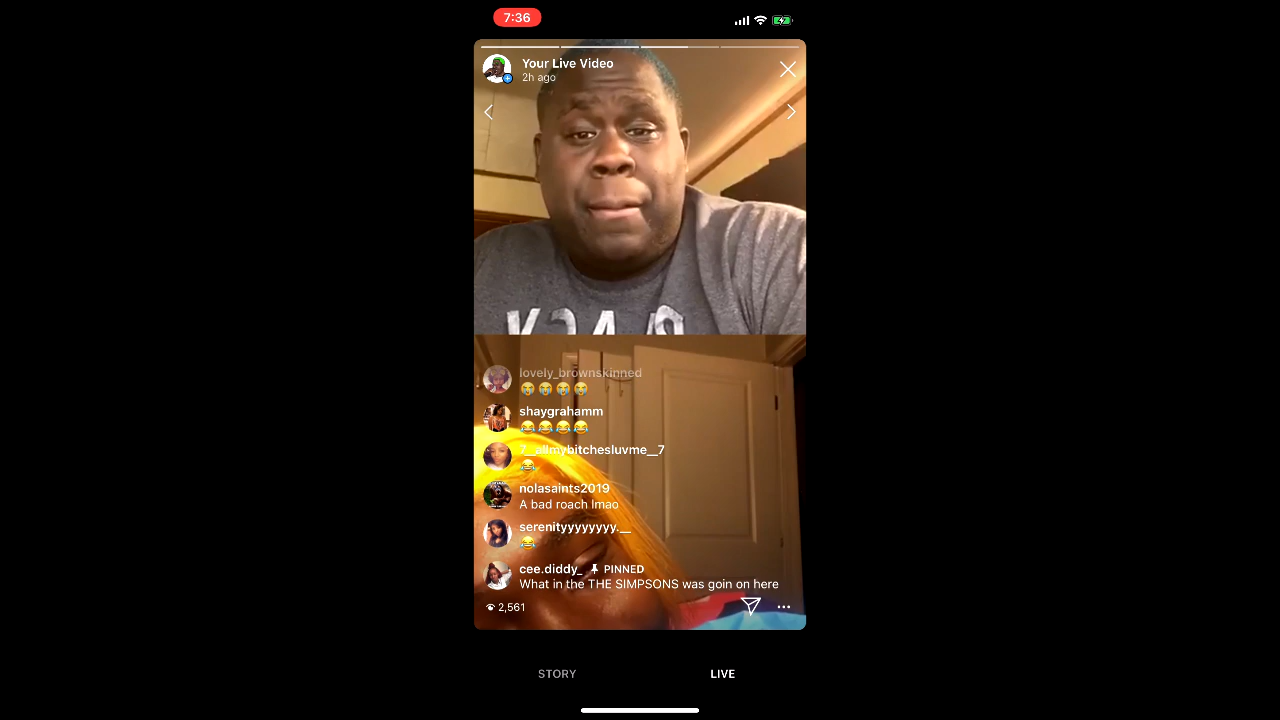 7:36
Your Live Video
2h ago
lovely_brownskinned
😭😭😭😭
shaygrahamm
😂😂😂😂
7__allmybitchesluvme__7
😂
nolasaints2019
A bad roach lmao
serenityyyyyyyy.__
😂
cee.diddy_ PINNED
What in the THE SIMPSONS was goin on here
2,561
STORY LIVE